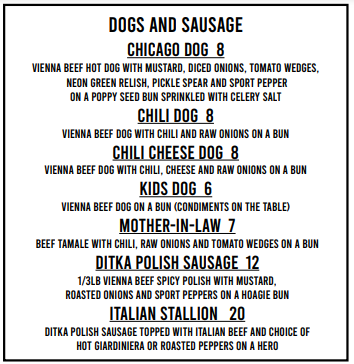 DOGS AND SAUSAGE
CHICAGO DOG 8
VIENNA BEEF HOT DOG WITH MUSTARD, DICED ONIONS, TOMATO WEDGES,
NEON GREEN RELISH, PICKLE SPEAR AND SPORT PEPPER
ON A POPPY SEED BUN SPRINKLED WITH CELERY SALT
CHILI DOG 8
VIENNA BEEF DOG WITH CHILI AND RAW ONIONS ON A BUN
CHILI CHEESE DOG 8
VIENNA BEEF DOG WITH CHILI, CHEESE AND RAW ONIONS ON A BUN
KIDS DOG 6
VIENNA BEEF DOG ON A BUN (CONDIMENTS ON THE TABLE)
MOTHER-IN-LAW 7
BEEF TAMALE WITH CHILI, RAW ONIONS AND TOMATO WEDGES ON A BUN
DITKA POLISH SAUSAGE 12
1/3LB VIENNA BEEF SPICY POLISH WITH MUSTARD,
ROASTED ONIONS AND SPORT PEPPERS ON A HOAGIE BUN
ITALIAN STALLION 20
DITKA POLISH SAUSAGE TOPPED WITH ITALIAN BEEF AND CHOICE OF
HOT GIARDINIERA OR ROASTED PEPPERS ON A HERO